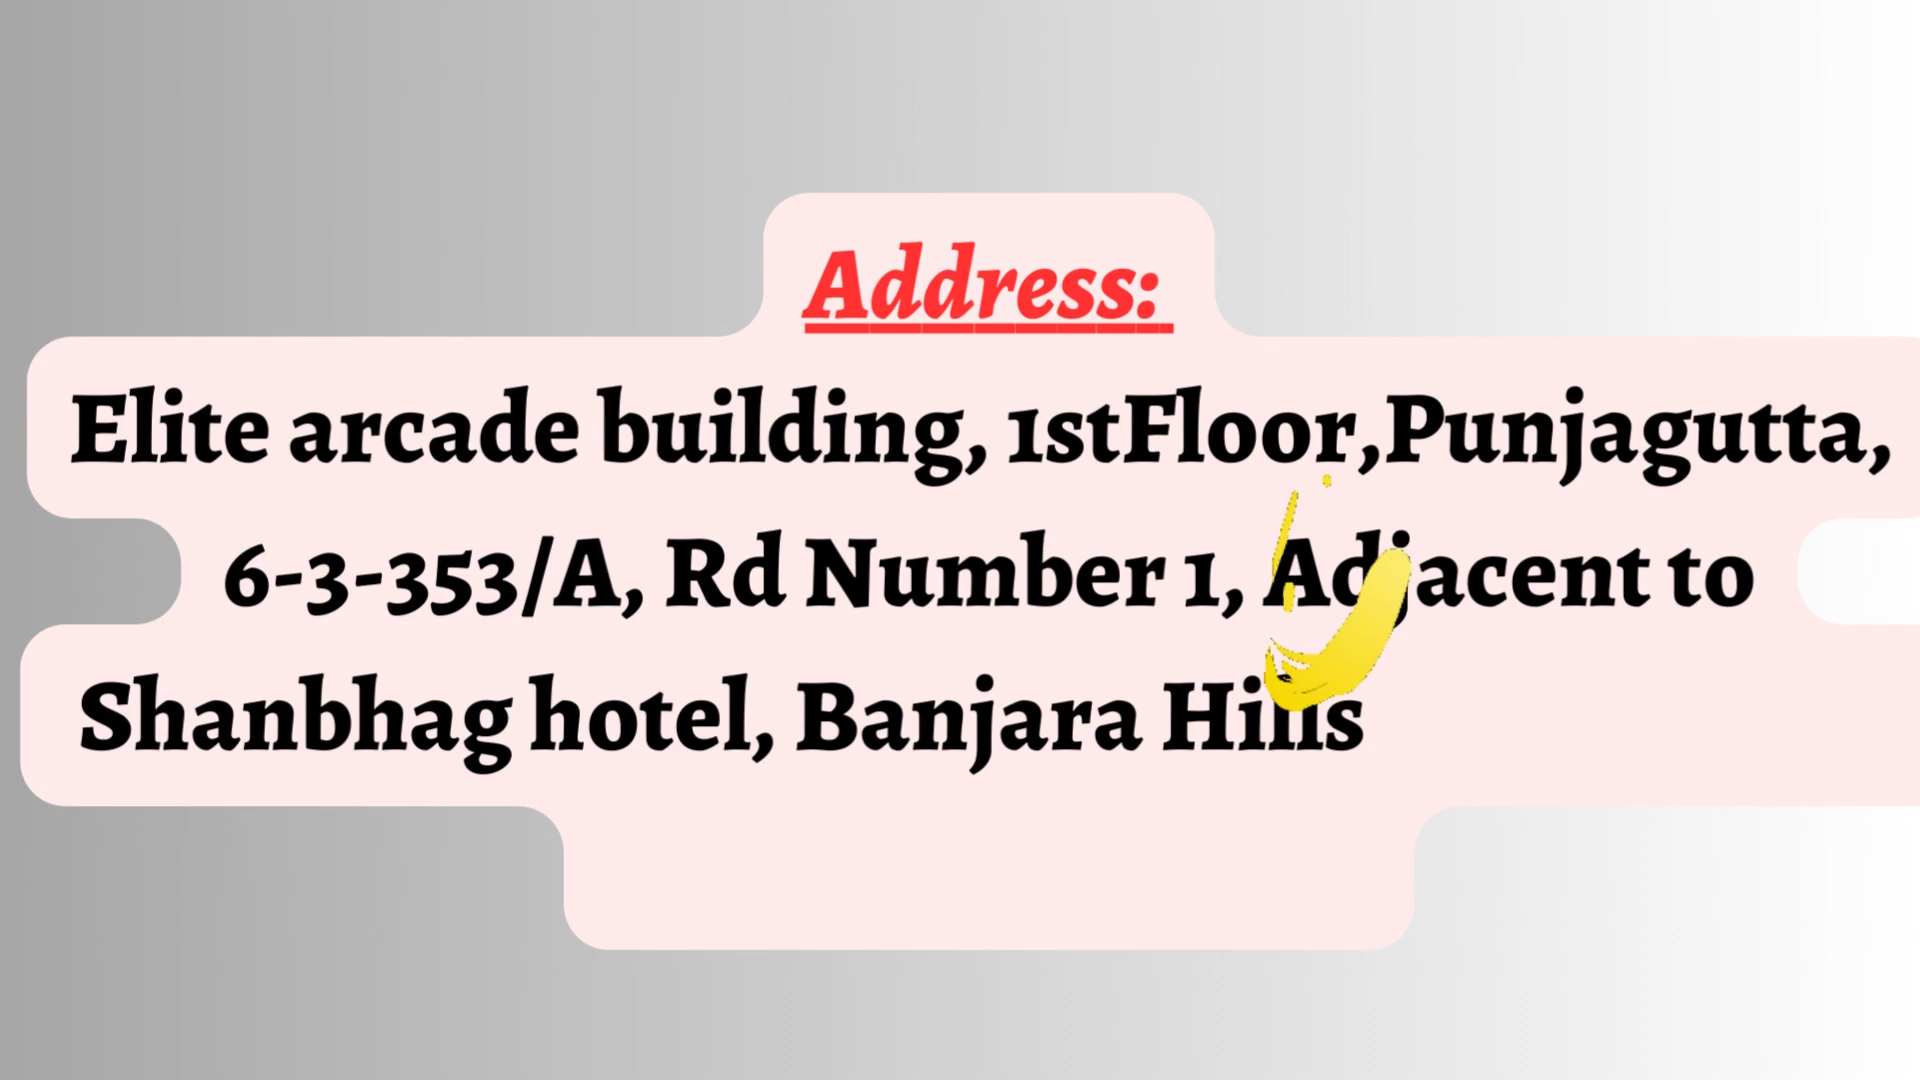 Address:
Elite arcade building, 1stFloor,Punjagutta,
6-3-353/A, Rd Number 1, Adjacent to
Shanbhag hotel, Banjara Hills